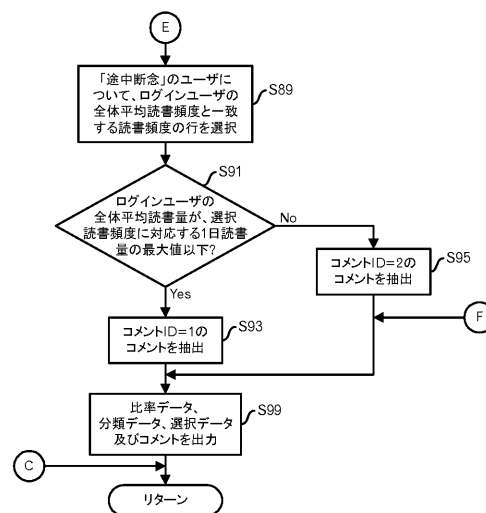 E
「途中断念」のユーザに
ついて、ログインユーザの
全体平均読書頻度と一致
する読書頻度の行を選択
S89
S91
ログインユーザの
全体平均読書量が、選択
読書頻度に対応する1日読書
量の最大値以下?
No
Yes
コメントID=2の
コメントを抽出
S95
コメントID=1の
コメントを抽出
S93
F
比率データ、
分類データ、選択データ
及びコメントを出力
S99
C
リターン